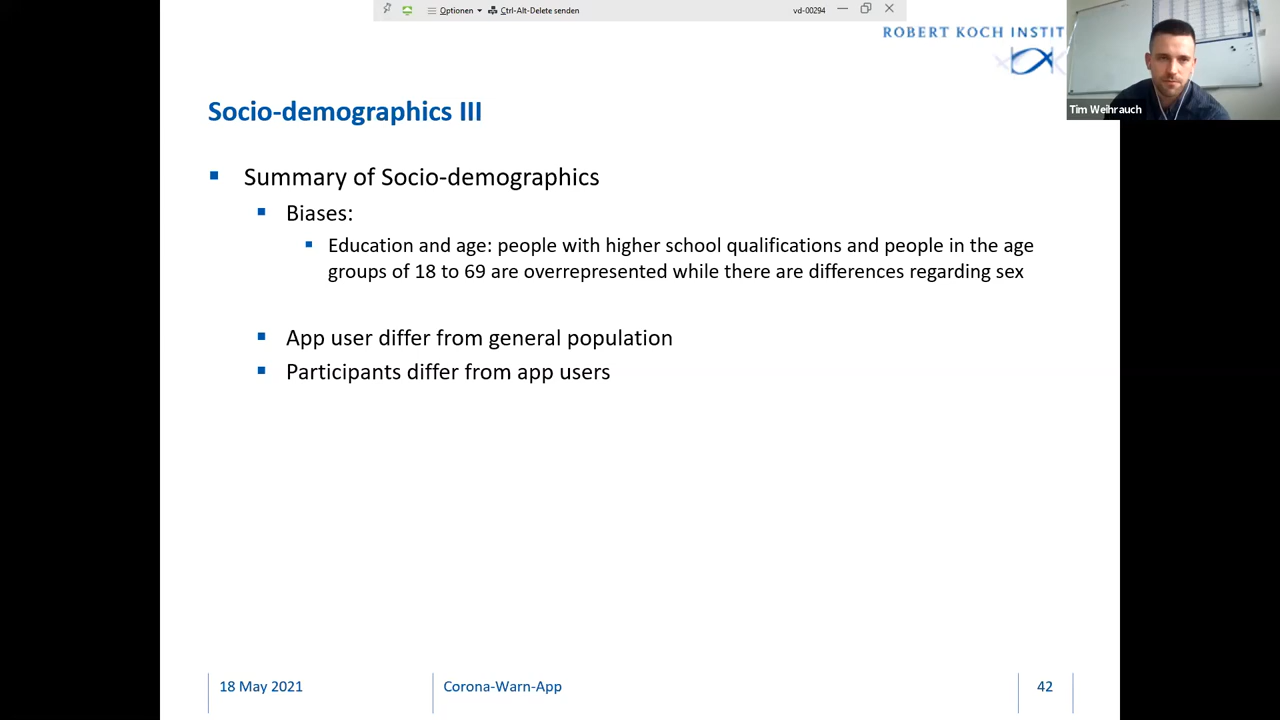 Optionen
Ctrl-Alt-Delete senden
vd-00294
ROBERT KOCH INSTIT
Tim Weihrauch
Socio-demographics III
Summary of Socio-demographics
Biases:
Education and age: people with higher school qualifications and people in the age
groups of 18 to 69 are overrepresented while there are differences regarding sex
App user differ from general population
Participants differ from app users
18 May 2021
Corona-Warn-App
42